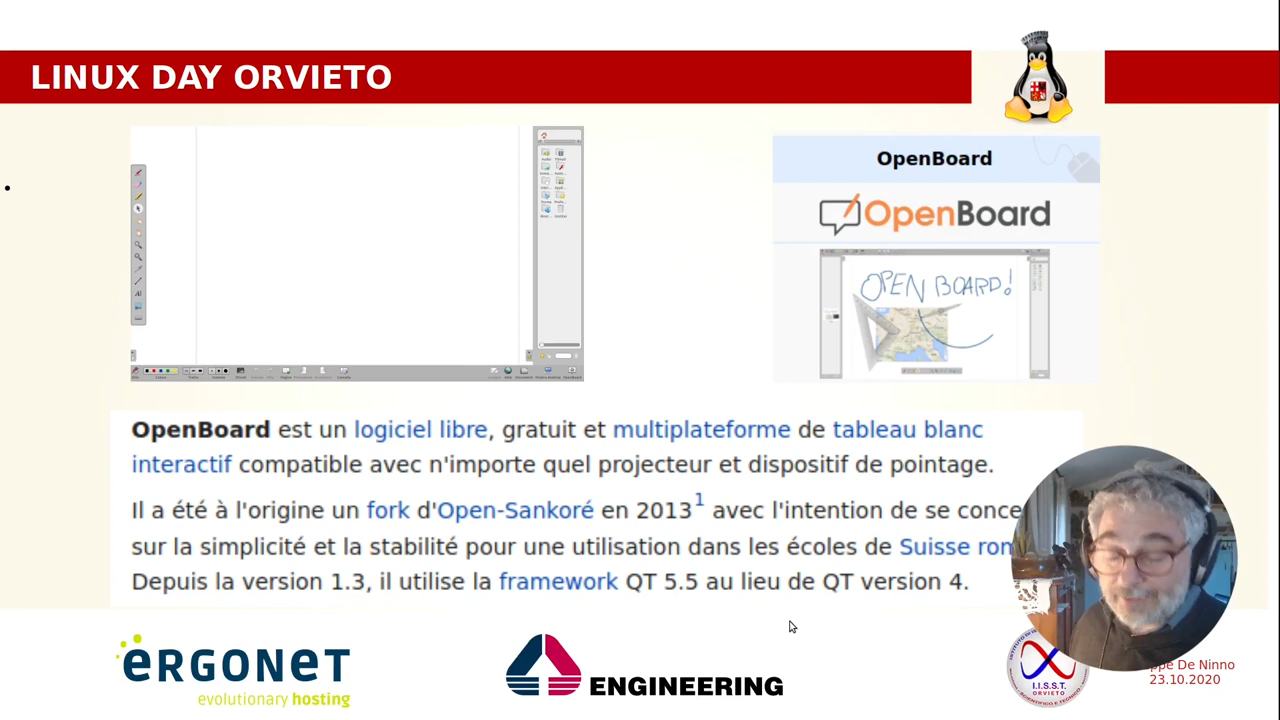 LINUX DAY ORVIETO
OpenBoard
OpenBoard
OPEN BOARD!
OpenBoard est un logiciel libre, gratuit et multiplateforme de tableau blanc
interactif compatible avec n'importe quel projecteur et dispositif de pointage.
Il a été à l'origine un fork d'Open-Sankoré en 2013¹ avec l'intention de se conce
sur la simplicité et la stabilité pour une utilisation dans les écoles de Suisse rom
Depuis la version 1.3, il utilise la framework QT 5.5 au lieu de QT version 4.
eRGONeT
evolutionary hosting
ENGINEERING
I.I.S.S.T.
ORVIETO
ppe De Ninno
23.10.2020